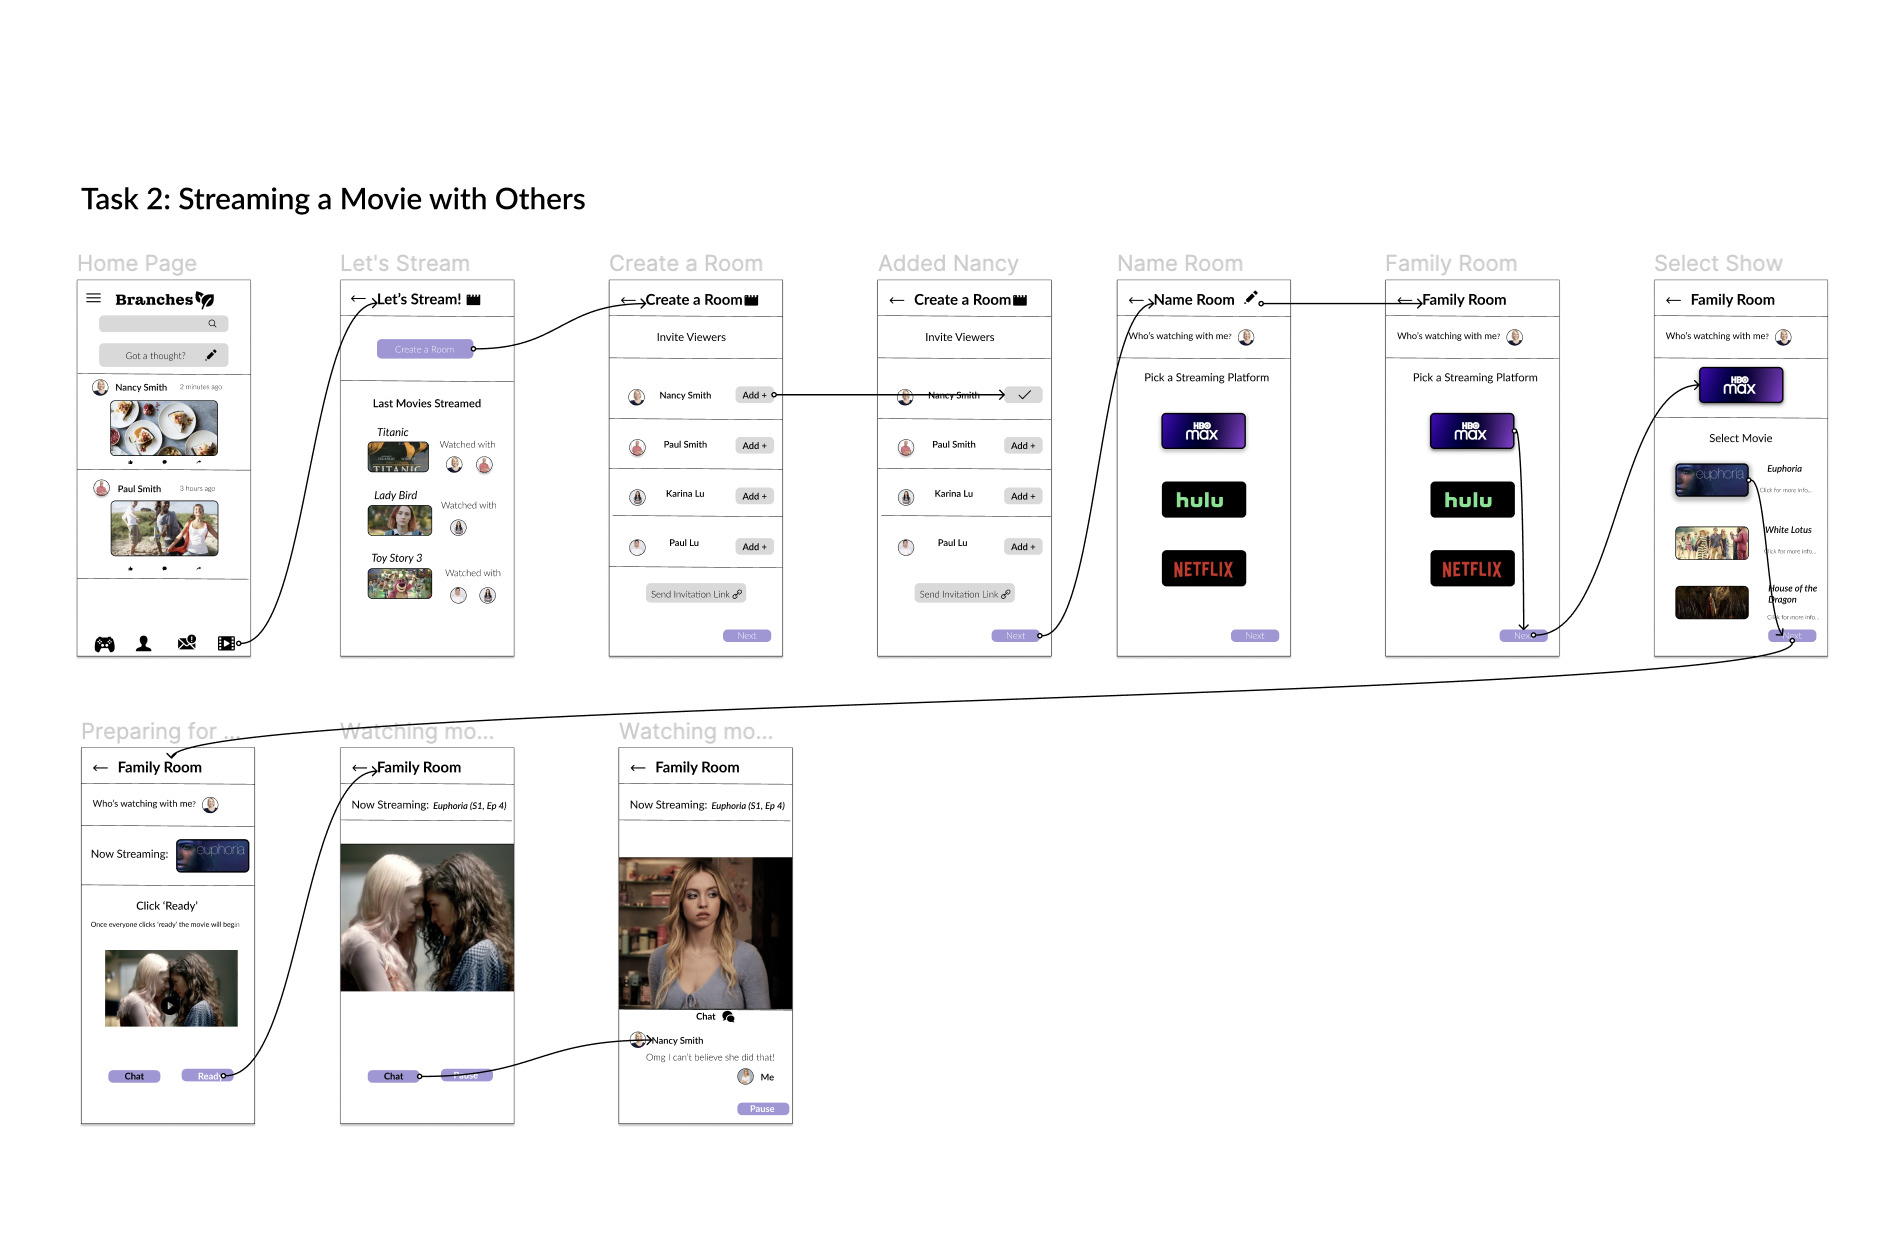 Task 2: Streaming a Movie with Others
Home Page
Branches
Got a thought?
Nancy Smith
2 minutes ago
Paul Smith
3 hours ago
Let's Stream
Let's Stream!
Create a Room
Last Movies Streamed
Titanic
Watched with
TITANIC
Lady Bird
Watched with
Toy Story 3
Watched with
Create a Room
Create a Room
Invite Viewers
Nancy Smith
Add +
Paul Smith
Add +
Karina Lu
Add +
Paul Lu
Add +
Send Invitation Link
Next
Added Nancy
Create a Room
Invite Viewers
Nancy Smith
Paul Smith
Add +
Karina Lu
Add +
Paul Lu
Add +
Send Invitation Link
Next
Name Room
Name Room
Who's watching with me?
Pick a Streaming Platform
HBO
max
hulu
NETFLIX
Next
Family Room
Family Room
Who's watching with me?
Pick a Streaming Platform
HBO
max
hulu
NETFLIX
Next
Select Show
Family Room
Who's watching with me?
HBO
max
Select Movie
euphoria
Euphoria
Click for more info...
White Lotus
Click for more info...
House of the
Dragon
Click for more info...
Next
Preparing for ...
Family Room
Who's watching with me?
Now Streaming:
euphoria
Click 'Ready'
Once everyone clicks 'ready' the movie will begin
Chat
Ready
Watching mo...
Family Room
Now Streaming: Euphoria (S1, Ep 4)
Chat
Pause
Watching mo...
Family Room
Now Streaming: Euphoria (S1, Ep 4)
Chat
Nancy Smith
Omg I can't believe she did that!
Me
Pause